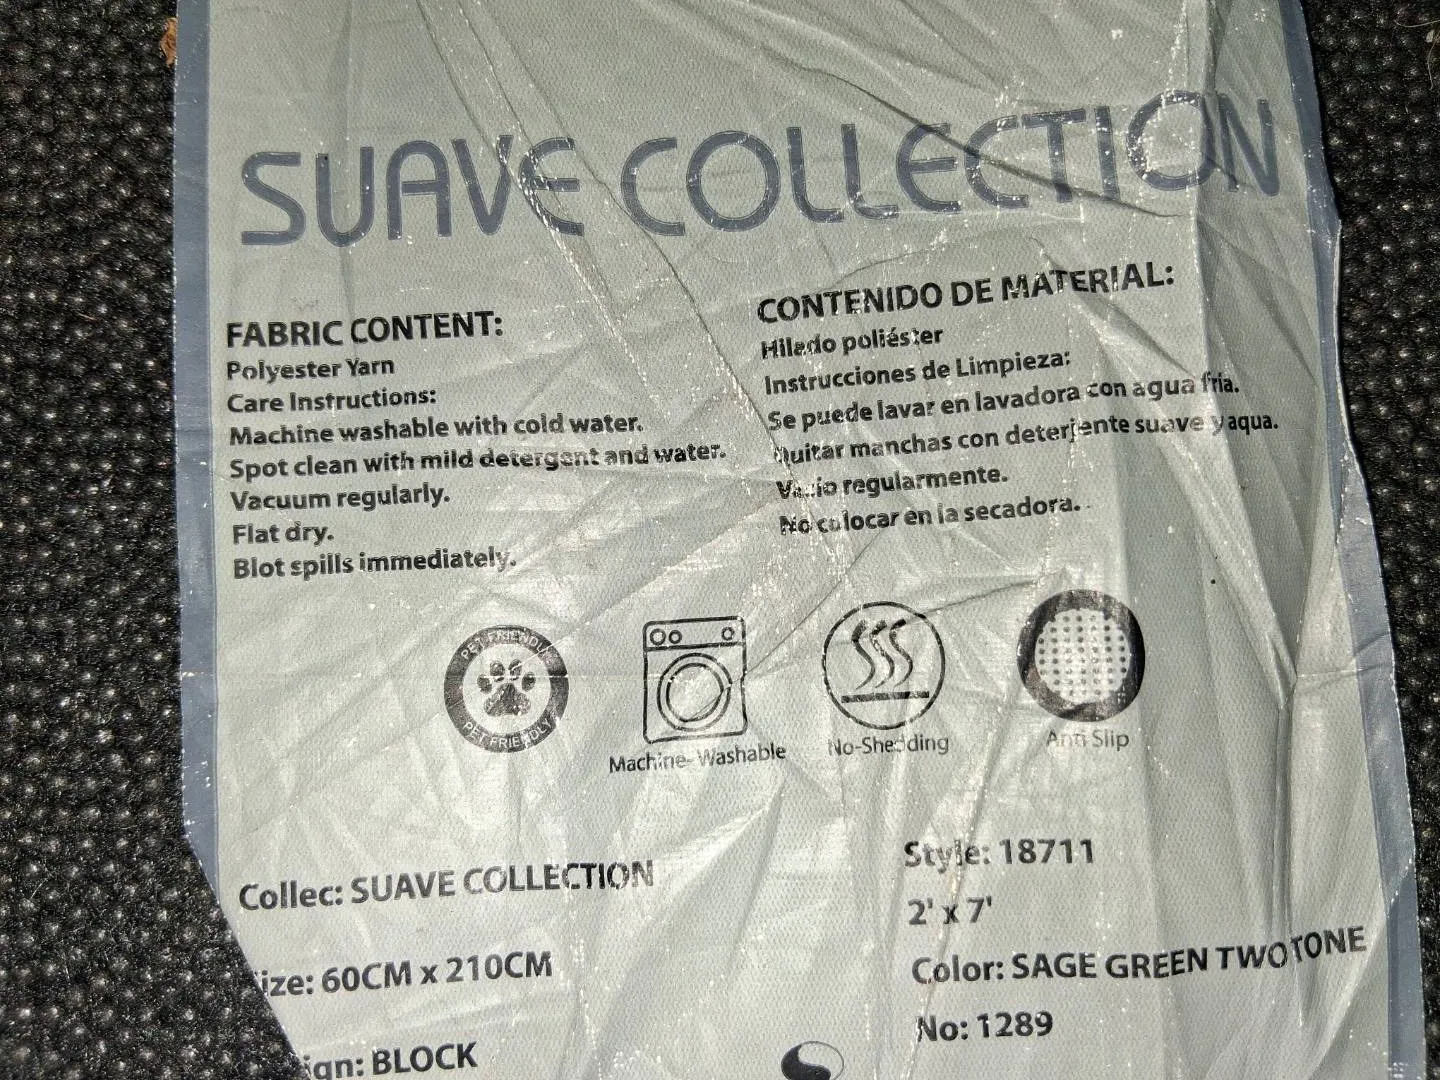 SUAVE COLLECTION
FABRIC CONTENT:
Polyester Yarn
Care Instructions:
Machine washable with cold water.
Spot clean with mild detergent and water.
Vacuum regularly.
Flat dry.
Blot spills immediately.
CONTENIDO DE MATERIAL:
Hilado poliéster
Instrucciones de Limpieza:
Se puede lavar en lavadora con agua fria.
Quitar manchas con deterjente suave y aqua.
regularmente.
No colocar en la secadora.
PET FRIENDLY
PET FRIENDLY
Machine-Washable
No-Shedding
Anti Slip
Collec: SUAVE COLLECTION
Size: 60CM x 210CM
ign: BLOCK
Style: 18711
2' x 7'
Color: SAGE GREEN TWOTONE
No: 1289